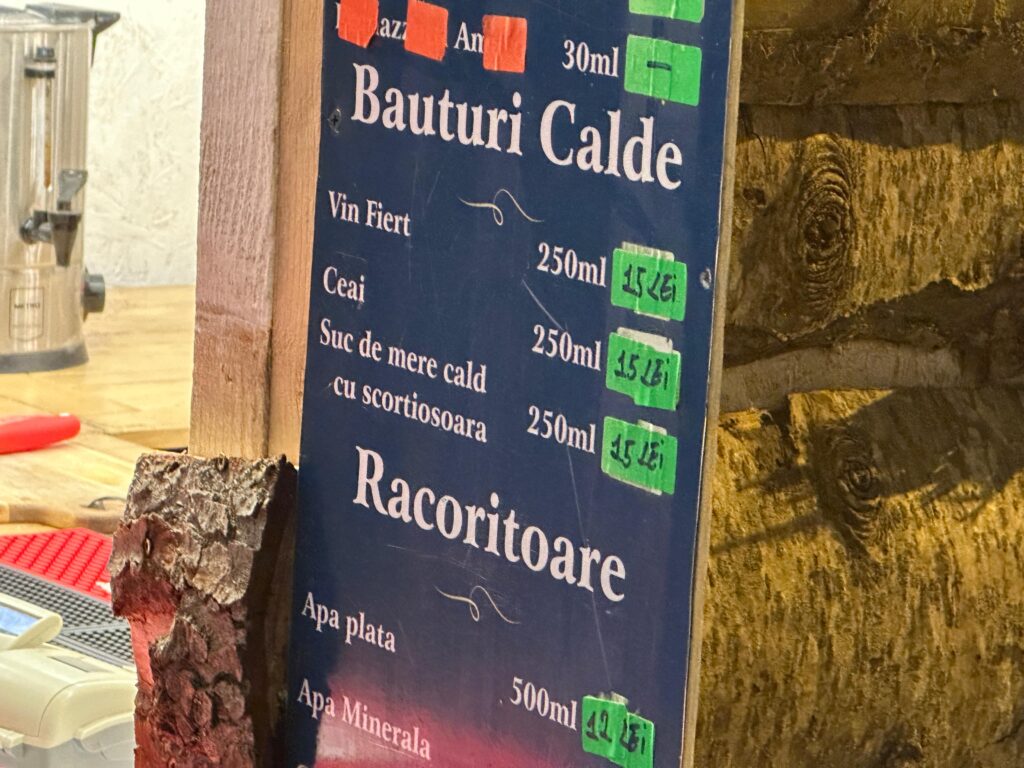 30ml —
Bauturi Calde
Vin Fiert 250ml 15 LEi
Ceai 250ml 15 LEi
Suc de mere cald
cu scortiosoara 250ml 15 LEi
Racoritoare
Apa plata 500ml 12 LEi
Apa Minerala